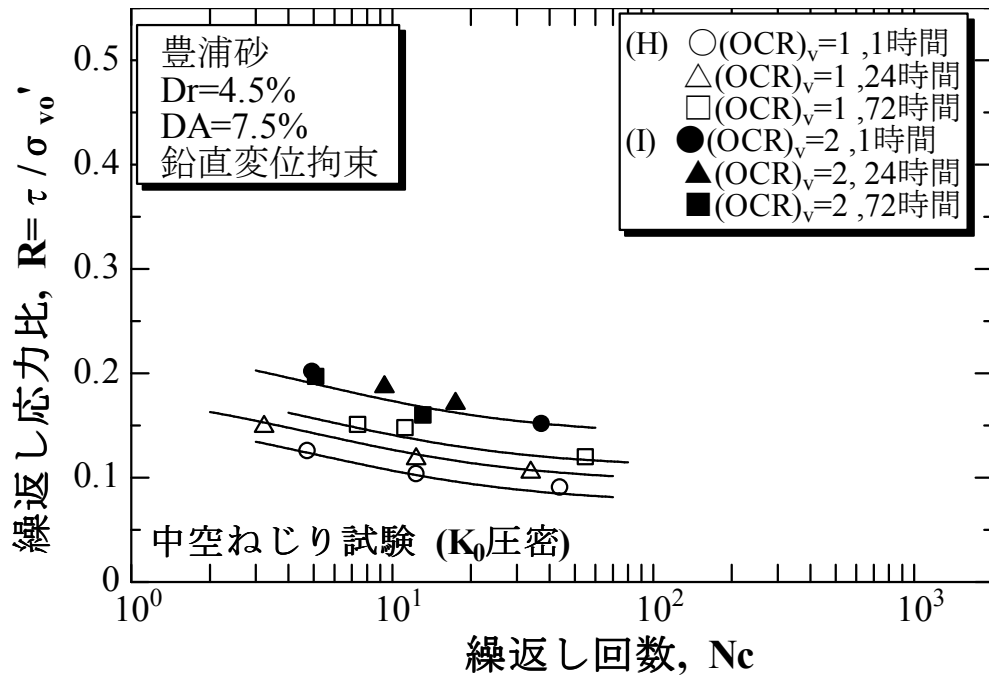 豊浦砂
Dr=4.5%
DA=7.5%
鉛直変位拘束
(H) ○(OCR)v=1 ,1時間
△(OCR)v=1 ,24時間
□(OCR)v=1 ,72時間
(I) ●(OCR)v=2 ,1時間
▲(OCR)v=2, 24時間
■(OCR)v=2 ,72時間
0.5
0.4
0.3
0.2
0.1
0
繰返し応力比, R= τ / σvo'
中空ねじり試験 (K0圧密)
10^0 10^1 10^2 10^3
繰返し回数, Nc